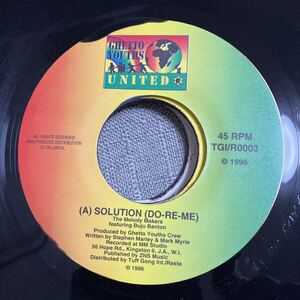 GHETTO YOUTHS
UNITED
ALL RIGHTS RESERVED
UNAUTHORIZED DISTRIBUTION
IS UNLAWFUL
45 RPM
TGI/R0003
© 1996
(A) SOLUTION (DO-RE-ME)
The Melody Makers
featuring Buju Banton
Produced by Ghetto Youths Crew
Written by Stephen Marley & Mark Myrie
Recorded at MM Studio
56 Hope Rd., Kingston 6, J.A., W.I.
Published by ZNS Music
Distributed by Tuff Gong Int./Rasta
© 1996